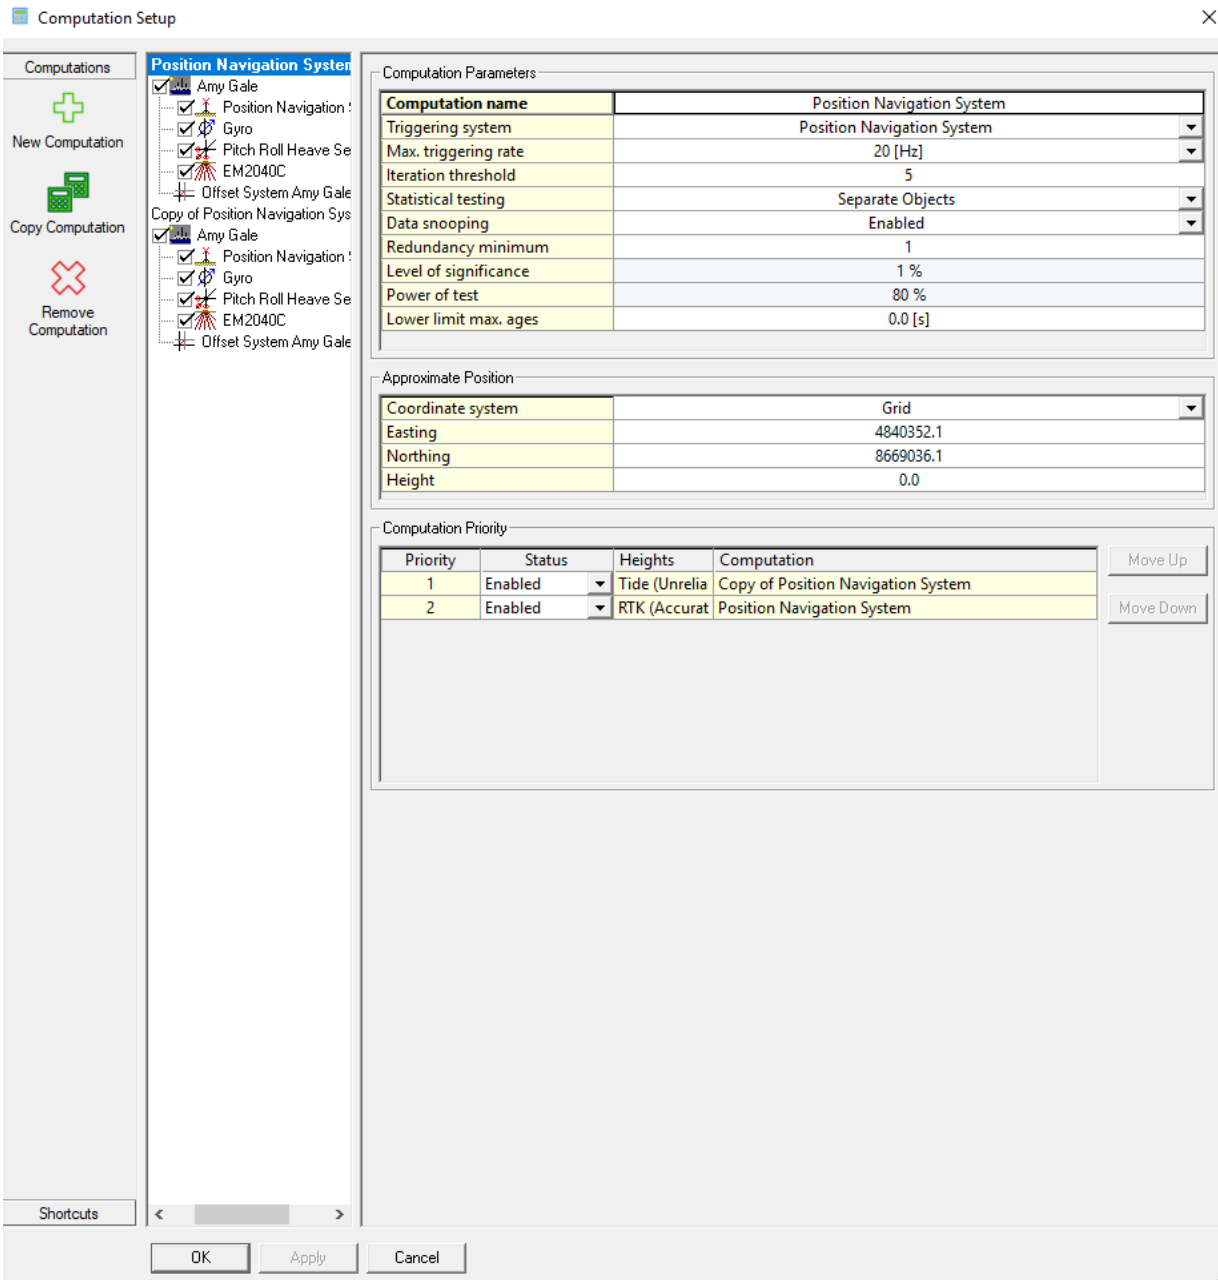 Computation Setup
Computations
New Computation
Copy Computation
Remove
Computation
Shortcuts
Position Navigation System
Amy Gale
Position Navigation
Gyro
Pitch Roll Heave Se
EM2040C
Offset System Amy Gale
Copy of Position Navigation Sys
Amy Gale
Position Navigation
Gyro
Pitch Roll Heave Se
EM2040C
Offset System Amy Gale
Computation Parameters
Computation name Position Navigation System
Triggering system Position Navigation System
Max. triggering rate 20 [Hz]
Iteration threshold 5
Statistical testing Separate Objects
Data snooping Enabled
Redundancy minimum 1
Level of significance 1 %
Power of test 80 %
Lower limit max. ages 0.0 [s]
Approximate Position
Coordinate system Grid
Easting 4840352.1
Northing 8669036.1
Height 0.0
Computation Priority
Priority Status Heights Computation
1 Enabled Tide (Unrelia Copy of Position Navigation System
2 Enabled RTK (Accurat Position Navigation System
Move Up
Move Down
OK Apply Cancel